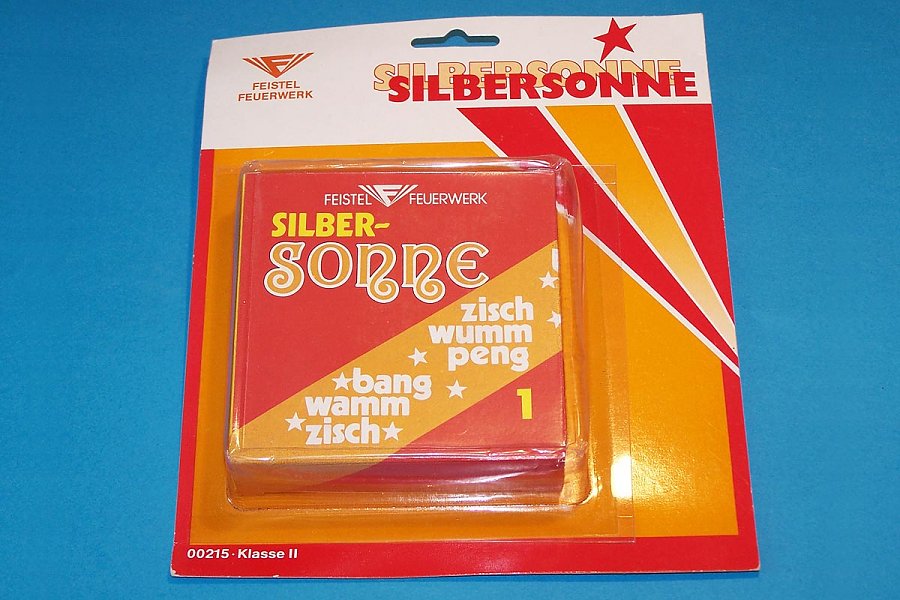 FEISTEL
FEUERWERK
SILBERSONNE
SILBERSONNE
FEISTEL F FEUERWERK
SILBER-
SONNE
zisch
wumm
peng
bang
wamm
zisch
1
00215 · Klasse II